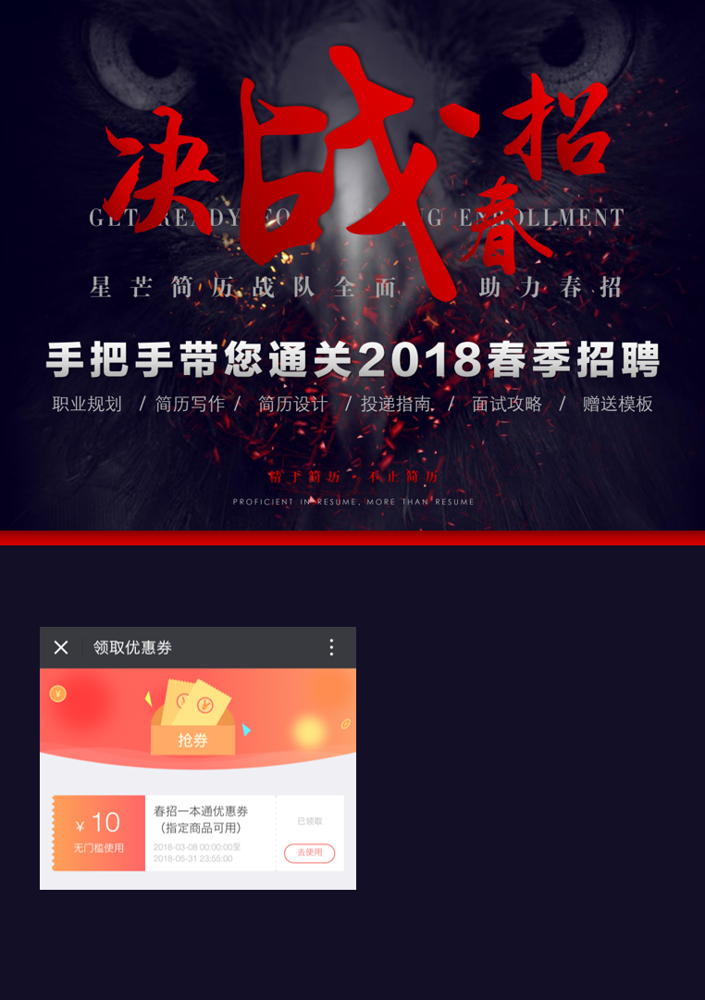 决战春招
GET READY FOR SPRING ENROLLMENT
星芒简历战队全面 助力春招
手把手带您通关2018春季招聘
职业规划 / 简历写作 / 简历设计 / 投递指南 / 面试攻略 / 赠送模板
精于简历 不止简历
PROFICIENT IN RESUME, MORE THAN RESUME
领取优惠券
抢券
¥ 10
无门槛使用
春招一本通优惠券
（指定商品可用）
2018-03-08 00:00:00至
2018-05-31 23:55:00
已领取
去使用